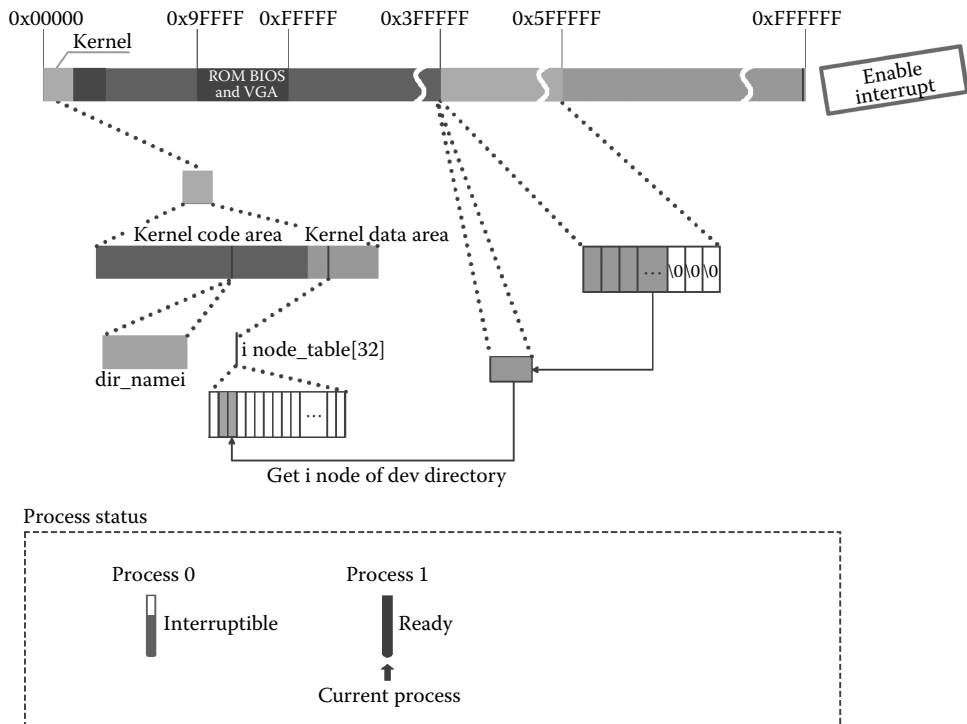 0x00000 0x9FFFF 0xFFFFF 0x3FFFFF 0x5FFFFF 0xFFFFFF
Kernel
ROM BIOS
and VGA
Enable
interrupt
Kernel code area Kernel data area
... \0 \0 \0
dir_namei
i node_table[32]
...
Get i node of dev directory
Process status
Process 0 Process 1
Interruptible Ready
Current process